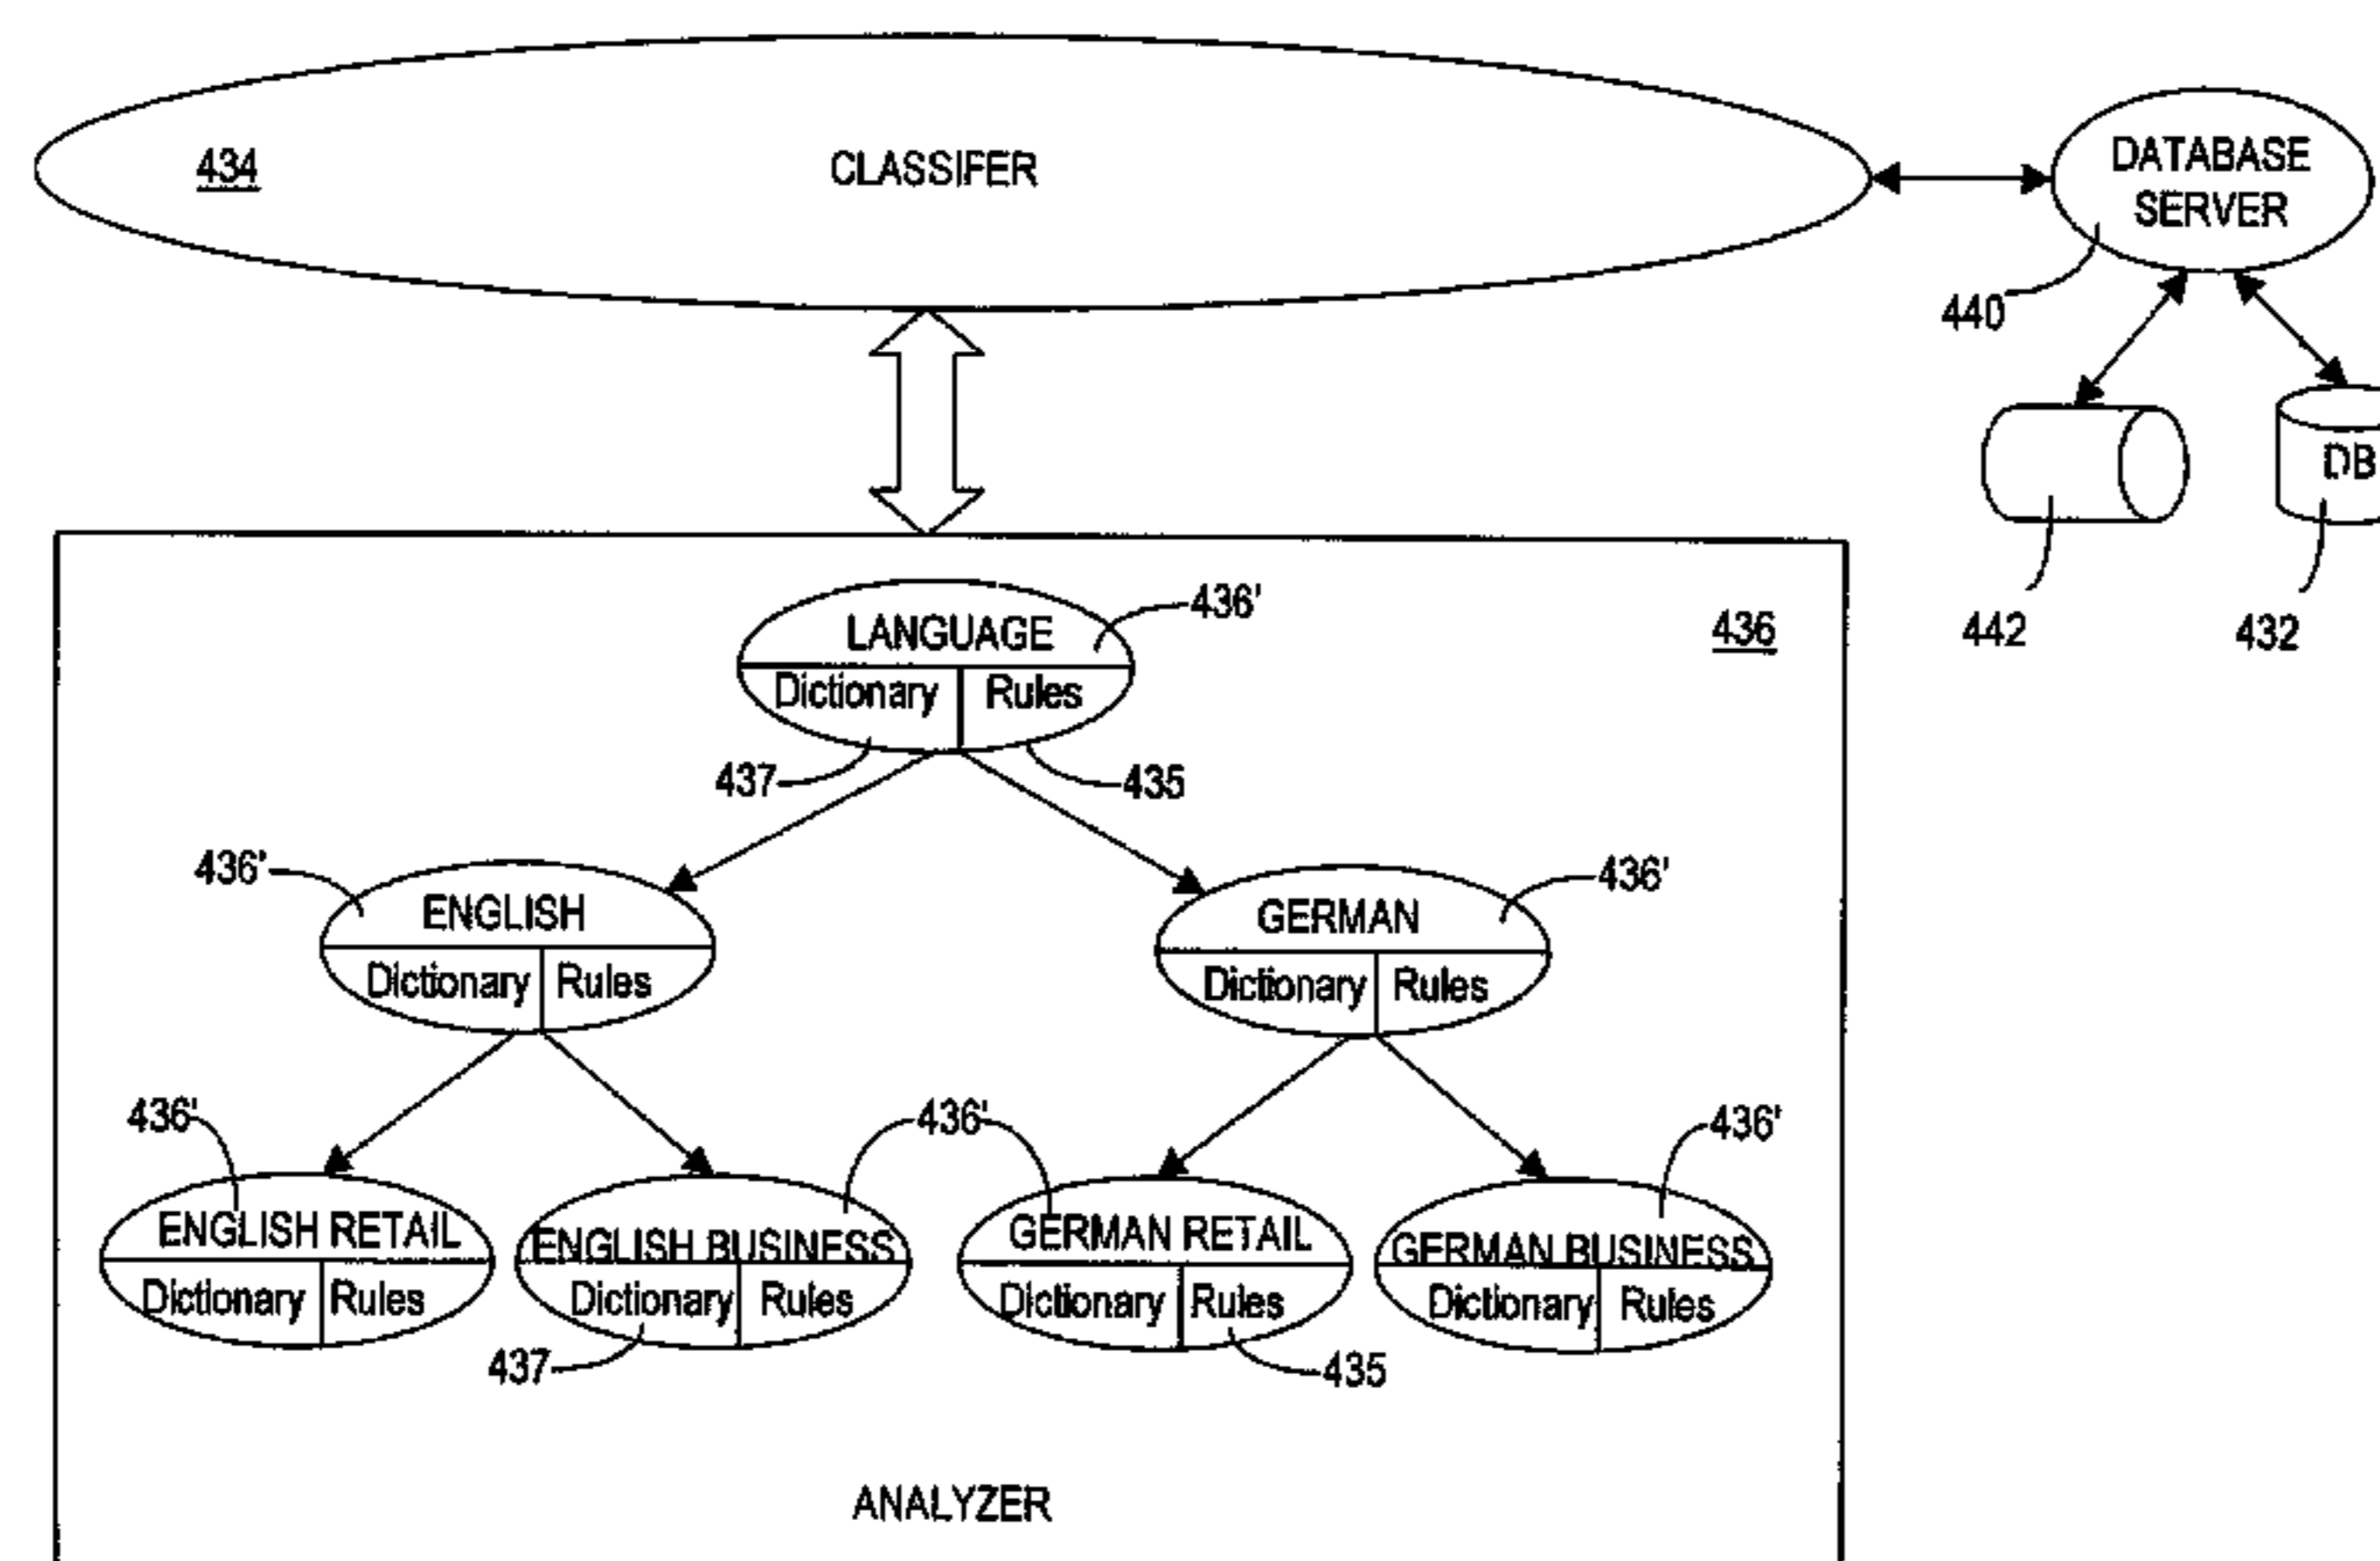 434
CLASSIFER
DATABASE
SERVER
440
DB
442
432
436'
LANGUAGE
436
Dictionary
Rules
437
435
436'
436'
ENGLISH
GERMAN
Dictionary
Rules
Dictionary
Rules
436'
436'
436'
ENGLISH RETAIL
ENGLISH BUSINESS
GERMAN RETAIL
GERMAN BUSINESS
Dictionary
Rules
Dictionary
Rules
Dictionary
Rules
Dictionary
Rules
437
435
ANALYZER